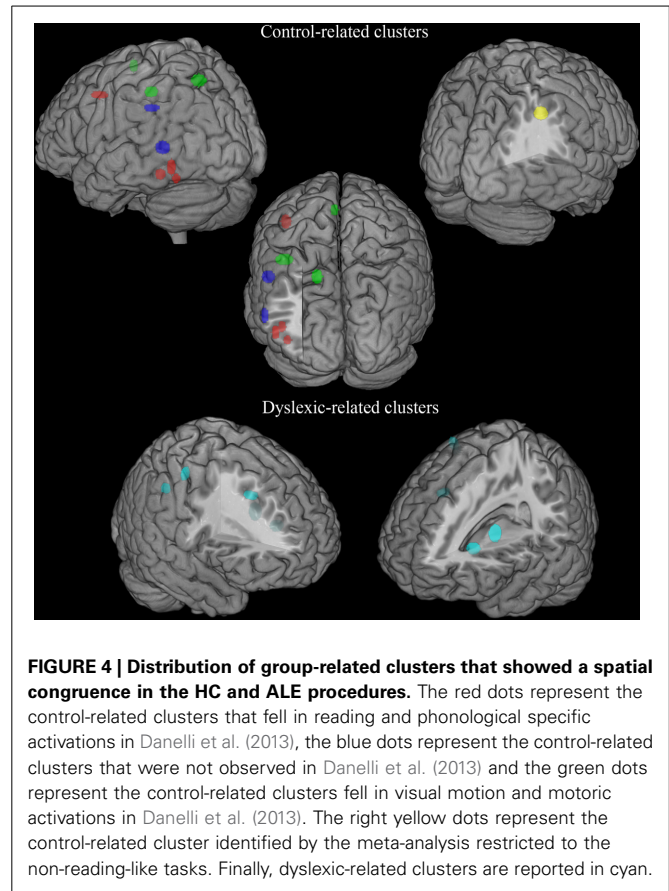 Control-related clusters
Dyslexic-related clusters
FIGURE 4 | Distribution of group-related clusters that showed a spatial
congruence in the HC and ALE procedures. The red dots represent the
control-related clusters that fell in reading and phonological specific
activations in Danelli et al. (2013), the blue dots represent the control-related
clusters that were not observed in Danelli et al. (2013) and the green dots
represent the control-related clusters fell in visual motion and motoric
activations in Danelli et al. (2013). The right yellow dots represent the
control-related cluster identified by the meta-analysis restricted to the
non-reading-like tasks. Finally, dyslexic-related clusters are reported in cyan.